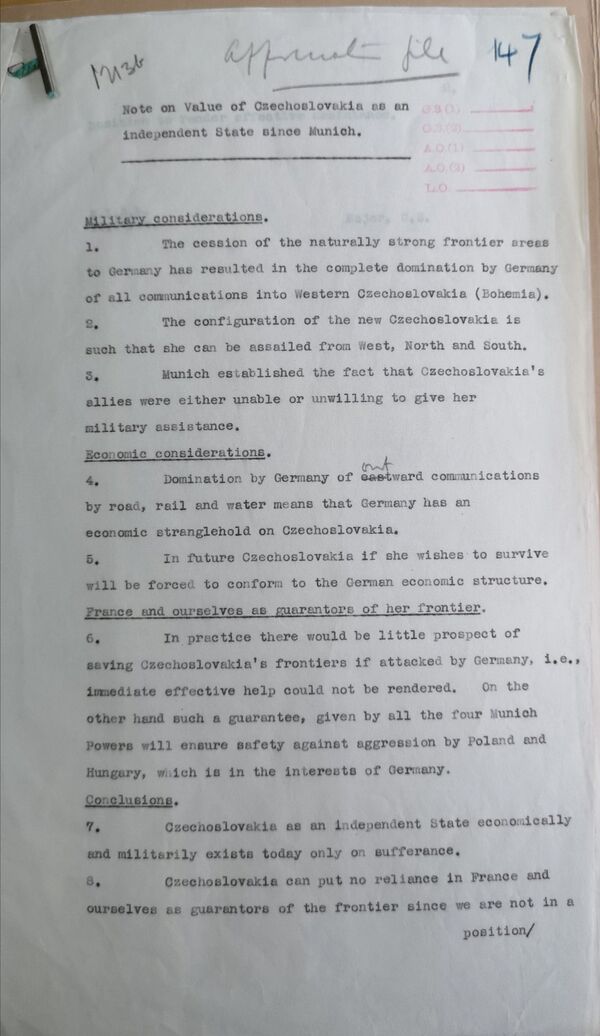 file 147
Note on Value of Czechoslovakia as an
independent State since Munich.
G.S.O.
G.S.(2)
A.O.(1)
A.O.(2)
L.O.
Military considerations.
1. The cession of the naturally strong frontier areas
to Germany has resulted in the complete domination by Germany
of all communications into Western Czechoslovakia (Bohemia).
2. The configuration of the new Czechoslovakia is
such that she can be assailed from West, North and South.
3. Munich established the fact that Czechoslovakia's
allies were either unable or unwilling to give her
military assistance.
Economic considerations.
out
4. Domination by Germany of eastward communications
by road, rail and water means that Germany has an
economic stranglehold on Czechoslovakia.
5. In future Czechoslovakia if she wishes to survive
will be forced to conform to the German economic structure.
France and ourselves as guarantors of her frontier.
6. In practice there would be little prospect of
saving Czechoslovakia's frontiers if attacked by Germany, i.e.,
immediate effective help could not be rendered. On the
other hand such a guarantee, given by all the four Munich
Powers will ensure safety against aggression by Poland and
Hungary, which is in the interests of Germany.
Conclusions.
7. Czechoslovakia as an independent State economically
and militarily exists today only on sufferance.
8. Czechoslovakia can put no reliance in France and
ourselves as guarantors of the frontier since we are not in a
position/